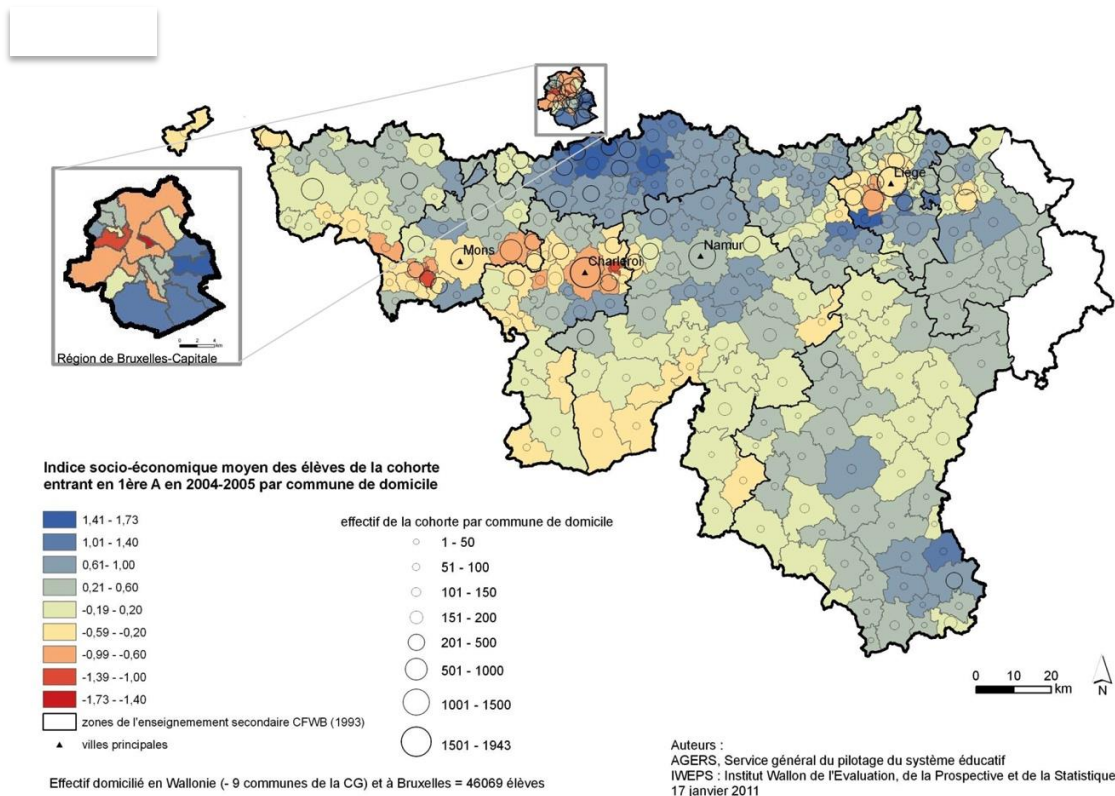 Liège
Mons
Namur
Charleroi
0 2 4 km
Région de Bruxelles-Capitale
Indice socio-économique moyen des élèves de la cohorte
entrant en 1ère A en 2004-2005 par commune de domicile
1,41 - 1,73
1,01 - 1,40
0,61- 1,00
0,21 - 0,60
-0,19 - 0,20
-0,59 - -0,20
-0,99 - -0,60
-1,39 - -1,00
-1,73 - -1,40
zones de l'enseignemement secondaire CFWB (1993)
villes principales
effectif de la cohorte par commune de domicile
1 - 50
51 - 100
101 - 150
151 - 200
201 - 500
501 - 1000
1001 - 1500
1501 - 1943
0 10 20
km
N
Effectif domicilié en Wallonie (- 9 communes de la CG) et à Bruxelles = 46069 élèves
Auteurs :
AGERS, Service général du pilotage du système éducatif
IWEPS : Institut Wallon de l'Evaluation, de la Prospective et de la Statistique
17 janvier 2011